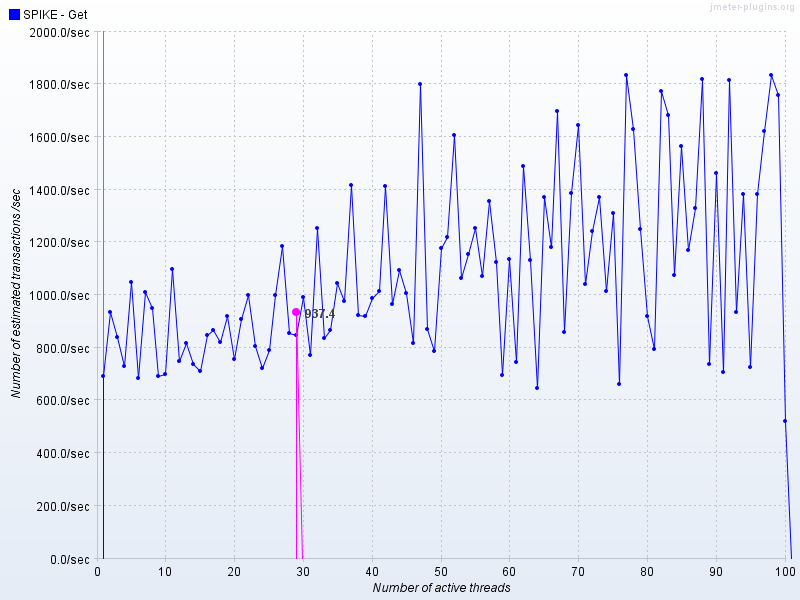 jmeter-plugins.org
SPIKE - Get
2000.0/sec
1800.0/sec
1600.0/sec
1400.0/sec
1200.0/sec
1000.0/sec
800.0/sec
600.0/sec
400.0/sec
200.0/sec
0.0/sec
Number of estimated transactions /sec
937.4
0 10 20 30 40 50 60 70 80 90 100
Number of active threads